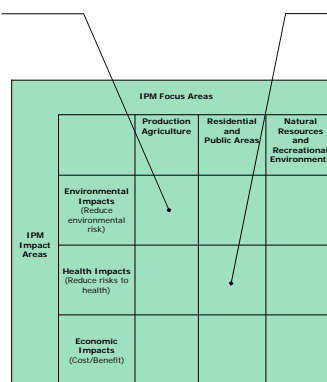 IPM Focus Areas
Production
Agriculture
Residential
and
Public Areas
Natural
Resources
and
Recreational
Environment
Environmental
Impacts
(Reduce
environmental
risk)
IPM
Impact
Areas
Health Impacts
(Reduce risks to
health)
Economic
Impacts
(Cost/Benefit)